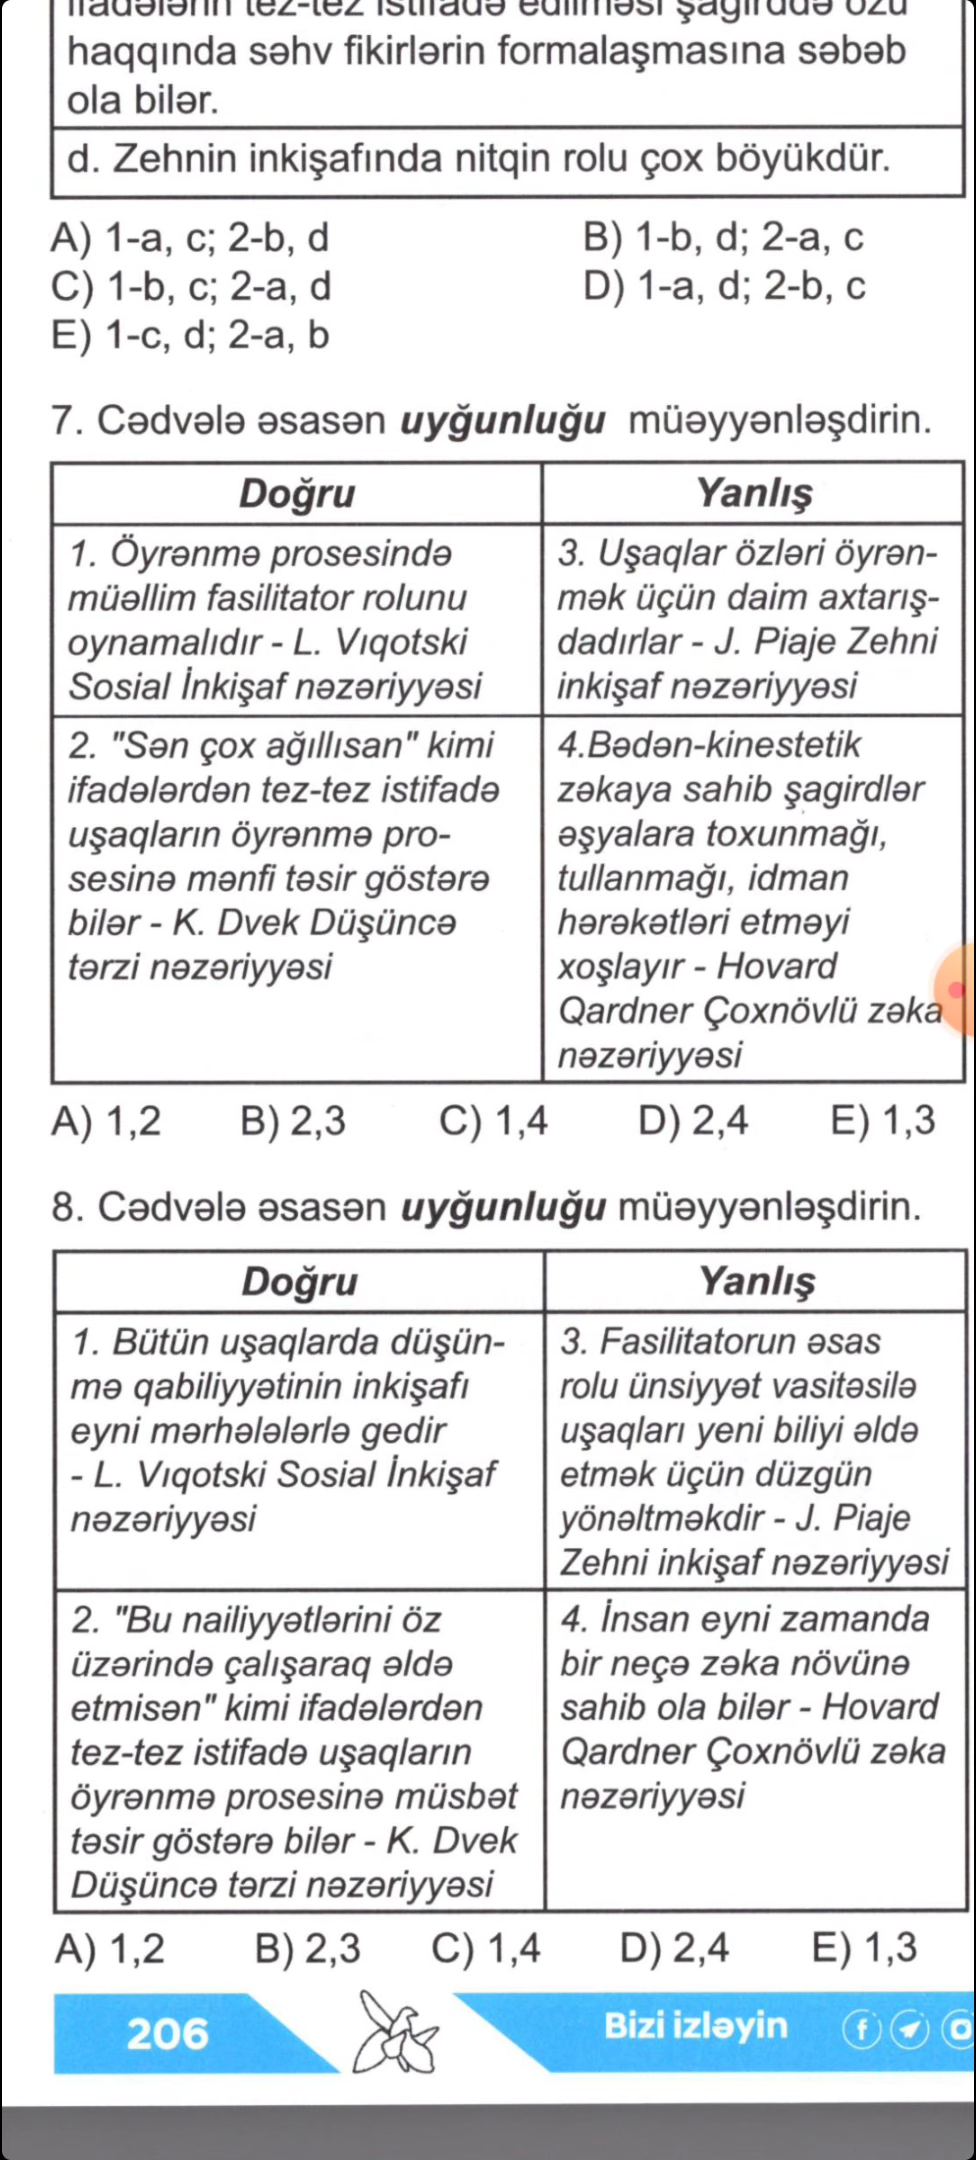 ifadələrin tez-tez istifadə edilməsi şagirddə özü
haqqında səhv fikirlərin formalaşmasına səbəb
ola bilər.
d. Zehnin inkişafında nitqin rolu çox böyükdür.
A) 1-a, c; 2-b, d
B) 1-b, d; 2-a, c
C) 1-b, c; 2-a, d
D) 1-a, d; 2-b, c
E) 1-c, d; 2-a, b
7. Cədvələ əsasən uyğunluğu müəyyənləşdirin.
Doğru
1. Öyrənmə prosesində
müəllim fasilitator rolunu
oynamalıdır - L. Vıqotski
Sosial İnkişaf nəzəriyyəsi
2. "Sən çox ağıllısan" kimi
ifadələrdən tez-tez istifadə
uşaqların öyrənmə pro-
sesinə mənfi təsir göstərə
bilər - K. Dvek Düşüncə
tərzi nəzəriyyəsi
Yanlış
3. Uşaqlar özləri öyrən-
mək üçün daim axtarış-
dadırlar - J. Piaje Zehni
inkişaf nəzəriyyəsi
4.Bədən-kinestetik
zəkaya sahib şagirdlər
əşyalara toxunmağı,
tullanmağı, idman
hərəkətləri etməyi
xoşlayır - Hovard
Qardner Çoxnövlü zəka
nəzəriyyəsi
A) 1,2 B) 2,3 C) 1,4 D) 2,4 E) 1,3
8. Cədvələ əsasən uyğunluğu müəyyənləşdirin.
Doğru
1. Bütün uşaqlarda düşün-
mə qabiliyyətinin inkişafı
eyni mərhələlərlə gedir
- L. Vıqotski Sosial İnkişaf
nəzəriyyəsi
2. "Bu nailiyyətlərini öz
üzərində çalışaraq əldə
etmisən" kimi ifadələrdən
tez-tez istifadə uşaqların
öyrənmə prosesinə müsbət
təsir göstərə bilər - K. Dvek
Düşüncə tərzi nəzəriyyəsi
Yanlış
3. Fasilitatorun əsas
rolu ünsiyyət vasitəsilə
uşaqları yeni biliyi əldə
etmək üçün düzgün
yönəltməkdir - J. Piaje
Zehni inkişaf nəzəriyyəsi
4. İnsan eyni zamanda
bir neçə zəka növünə
sahib ola bilər - Hovard
Qardner Çoxnövlü zəka
nəzəriyyəsi
A) 1,2 B) 2,3 C) 1,4 D) 2,4 E) 1,3
206
Bizi izləyin